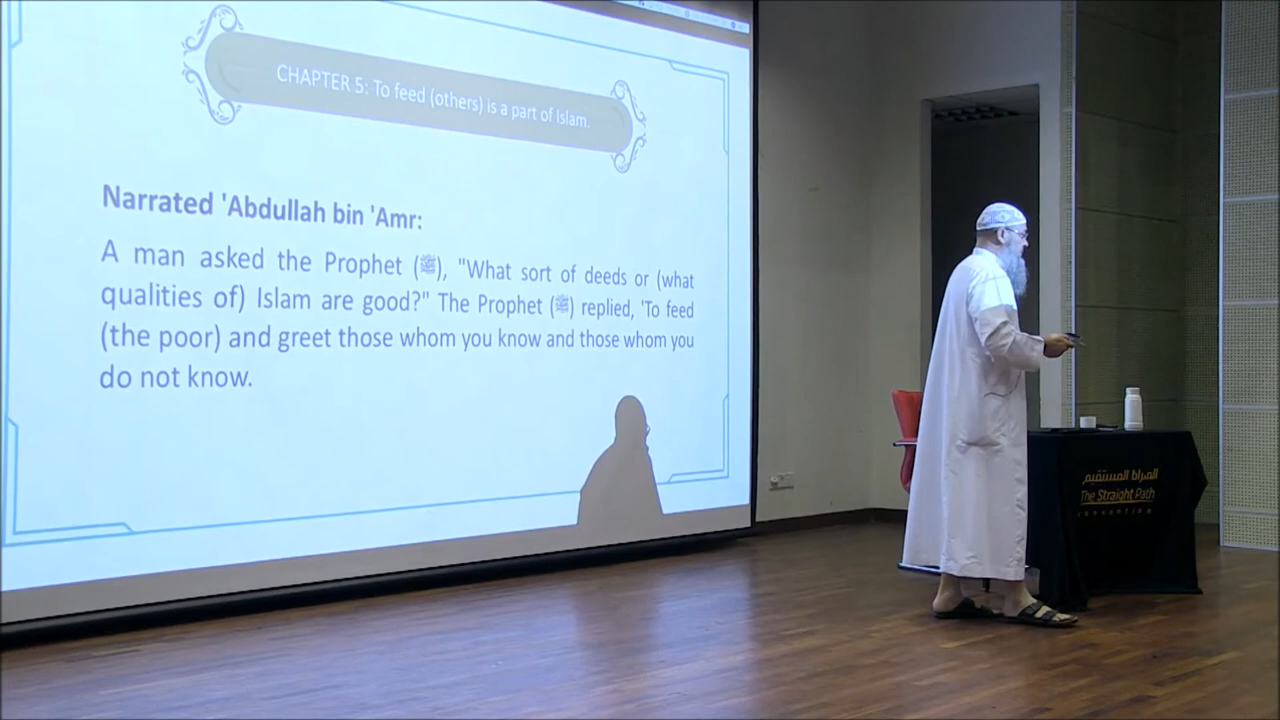 CHAPTER 5: To feed (others) is a part of Islam.
Narrated 'Abdullah bin 'Amr:
A man asked the Prophet (ﷺ), "What sort of deeds or (what
qualities of) Islam are good?" The Prophet (ﷺ) replied, 'To feed
(the poor) and greet those whom you know and those whom you
do not know.
الصراط المستقيم
The Straight Path
convention